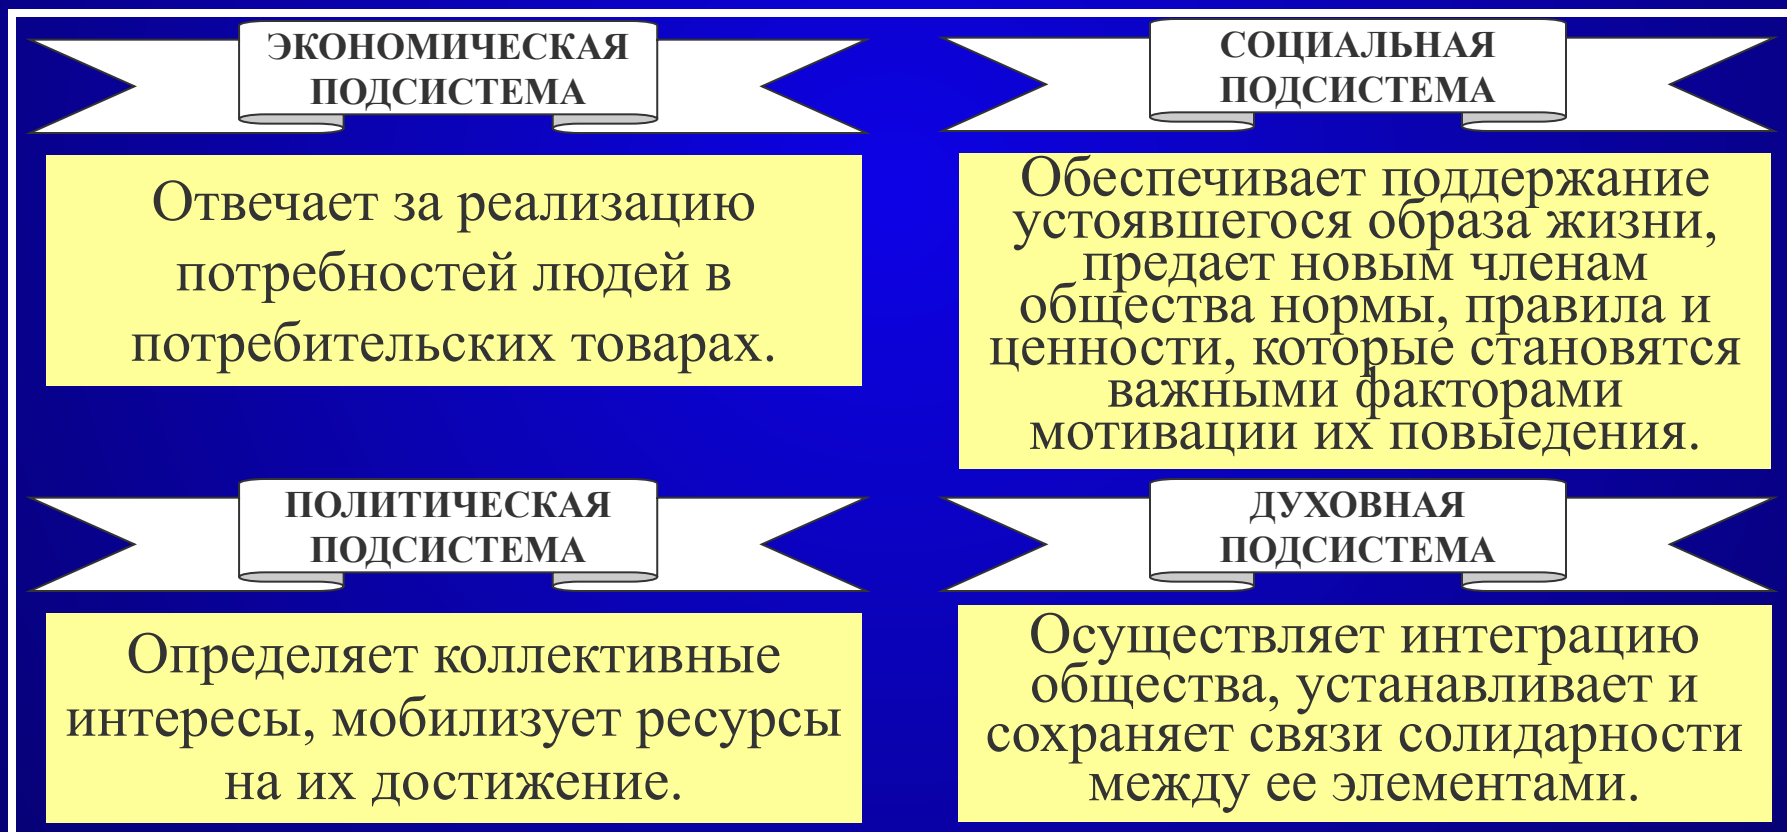 ЭКОНОМИЧЕСКАЯ
ПОДСИСТЕМА
Отвечает за реализацию
потребностей людей в
потребительских товарах.
СОЦИАЛЬНАЯ
ПОДСИСТЕМА
Обеспечивает поддержание
устоявшегося образа жизни,
предает новым членам
общества нормы, правила и
ценности, которые становятся
важными факторами
мотивации их повыедения.
ПОЛИТИЧЕСКАЯ
ПОДСИСТЕМА
Определяет коллективные
интересы, мобилизует ресурсы
на их достижение.
ДУХОВНАЯ
ПОДСИСТЕМА
Осуществляет интеграцию
общества, устанавливает и
сохраняет связи солидарности
между ее элементами.